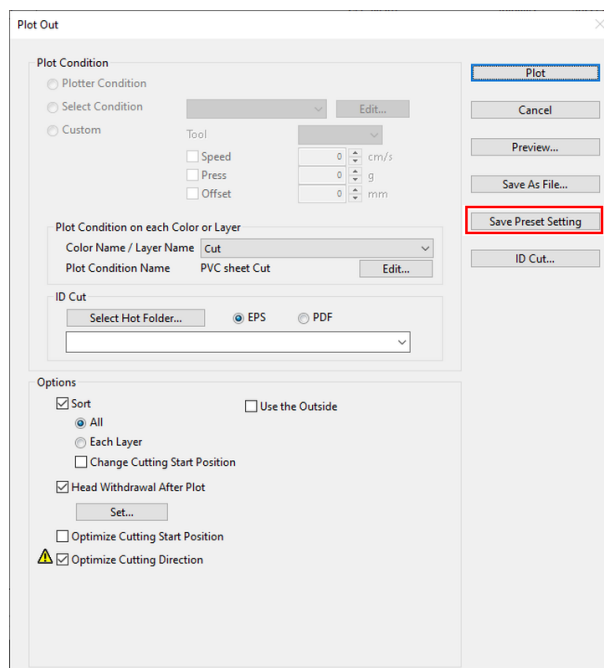 Plot Out
Plot Condition
Plotter Condition
Select Condition
Edit...
Custom
Tool
Speed
0
cm/s
Press
0
g
Offset
0
mm
Plot Condition on each Color or Layer
Color Name / Layer Name
Cut
Plot Condition Name
PVC sheet Cut
Edit...
ID Cut
Select Hot Folder...
EPS
PDF
Options
Sort
Use the Outside
All
Each Layer
Change Cutting Start Position
Head Withdrawal After Plot
Set...
Optimize Cutting Start Position
Optimize Cutting Direction
Plot
Cancel
Preview...
Save As File...
Save Preset Setting
ID Cut...